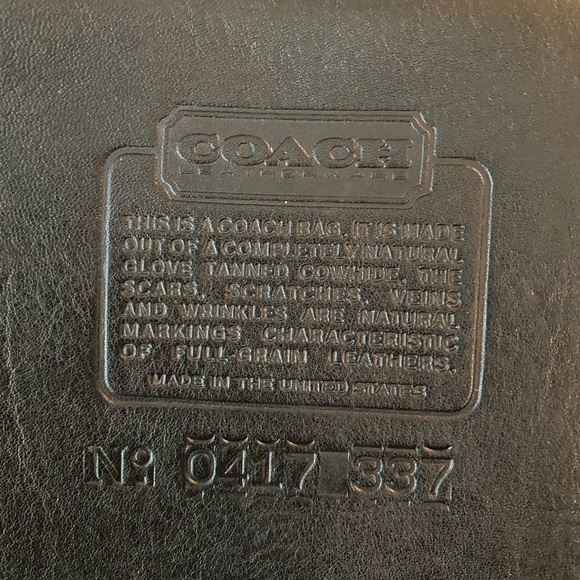 COACH
LEATHERWARE
THIS IS A COACH BAG. IT IS MADE
OUT OF A COMPLETELY NATURAL
GLOVE TANNED COWHIDE. THE
SCARS, SCRATCHES, VEINS
AND WRINKLES ARE NATURAL
MARKINGS CHARACTERISTIC
OF FULL-GRAIN LEATHERS.
MADE IN THE UNITED STATES
No 0417 337